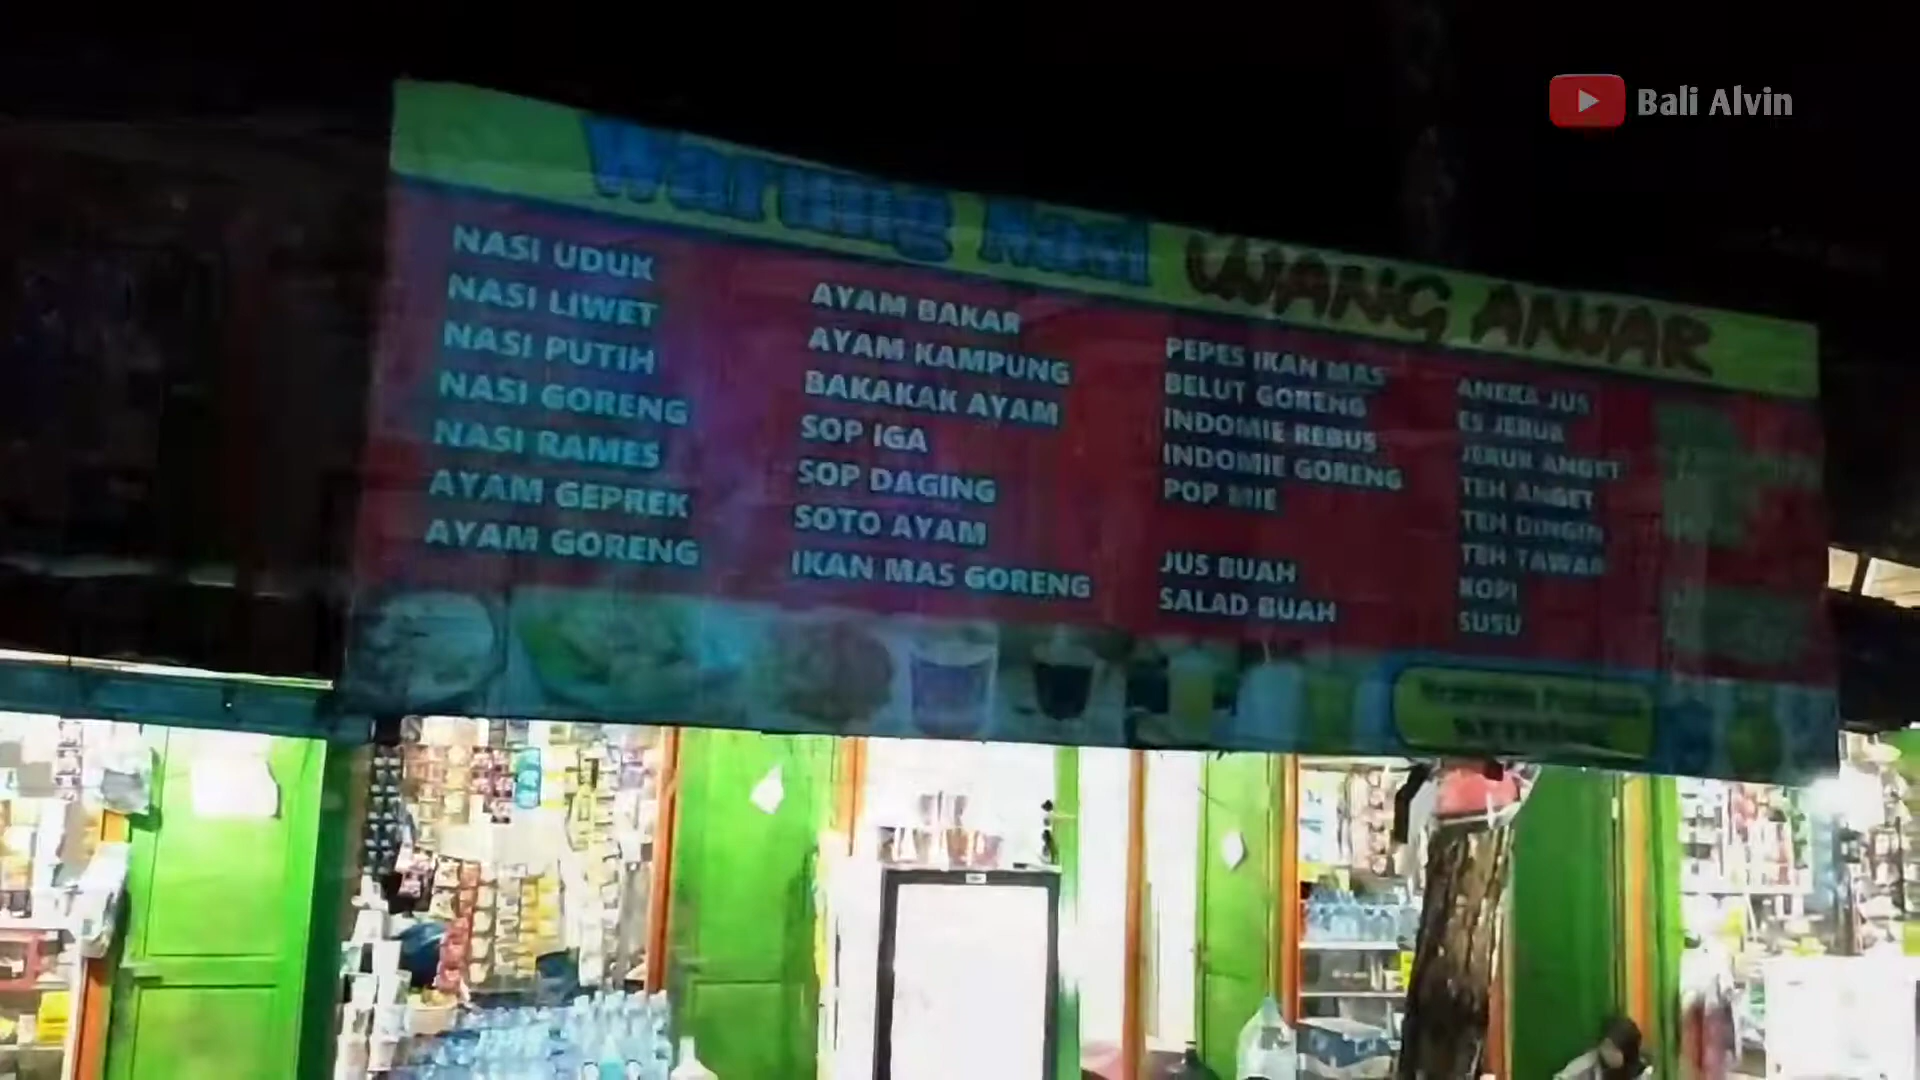 Bali Alvin
Warung Nasi WANG ANJAR
NASI UDUK
NASI LIWET
NASI PUTIH
NASI GORENG
NASI RAMES
AYAM GEPREK
AYAM GORENG
AYAM BAKAR
AYAM KAMPUNG
BAKAKAK AYAM
SOP IGA
SOP DAGING
SOTO AYAM
IKAN MAS GORENG
PEPES IKAN MAS
BELUT GORENG
INDOMIE REBUS
INDOMIE GORENG
POP MIE
JUS BUAH
SALAD BUAH
ANEKA JUS
ES JERUK
JERUK ANGET
TEH ANGET
TEH DINGIN
TEH TAWAR
KOPI
SUSU